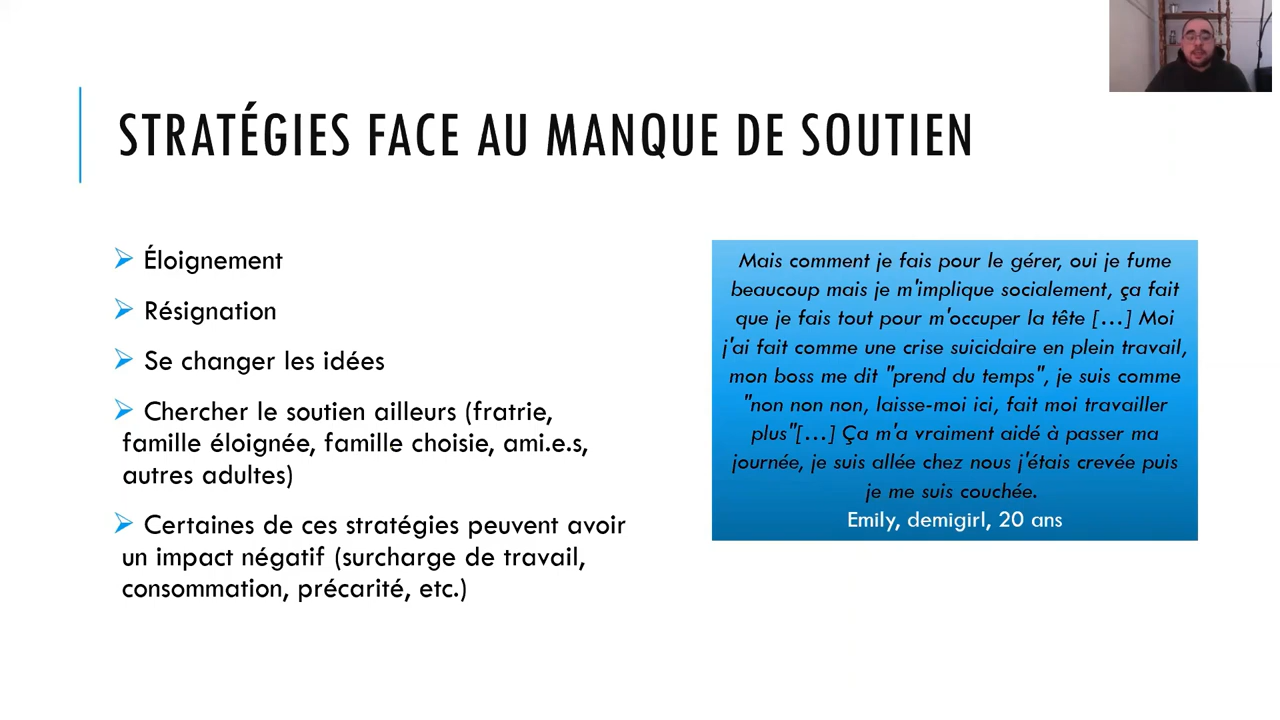 STRATÉGIES FACE AU MANQUE DE SOUTIEN
Éloignement
Résignation
Se changer les idées
Chercher le soutien ailleurs (fratrie,
famille éloignée, famille choisie, ami.e.s,
autres adultes)
Certaines de ces stratégies peuvent avoir
un impact négatif (surcharge de travail,
consommation, précarité, etc.)
Mais comment je fais pour le gérer, oui je fume
beaucoup mais je m'implique socialement, ça fait
que je fais tout pour m'occuper la tête [...] Moi
j'ai fait comme une crise suicidaire en plein travail,
mon boss me dit "prend du temps", je suis comme
"non non non, laisse-moi ici, fait moi travailler
plus"[...] Ça m'a vraiment aidé à passer ma
journée, je suis allée chez nous j'étais crevée puis
je me suis couchée.
Emily, demigirl, 20 ans